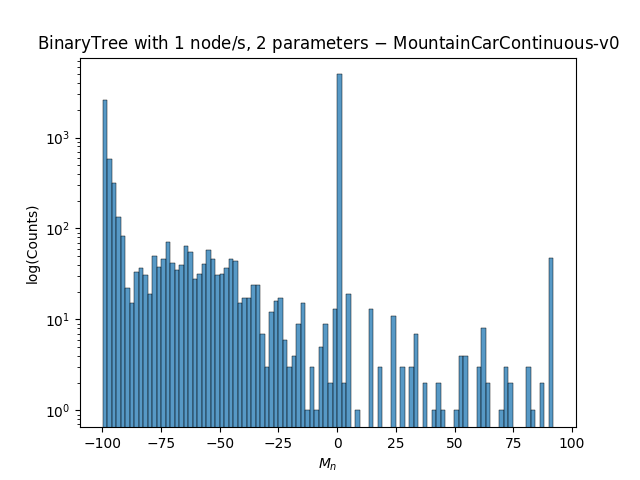 BinaryTree with 1 node/s, 2 parameters − MountainCarContinuous-v0
log(Counts)
10³
10²
10¹
10⁰
−100 −75 −50 −25 0 25 50 75 100
Mₙ